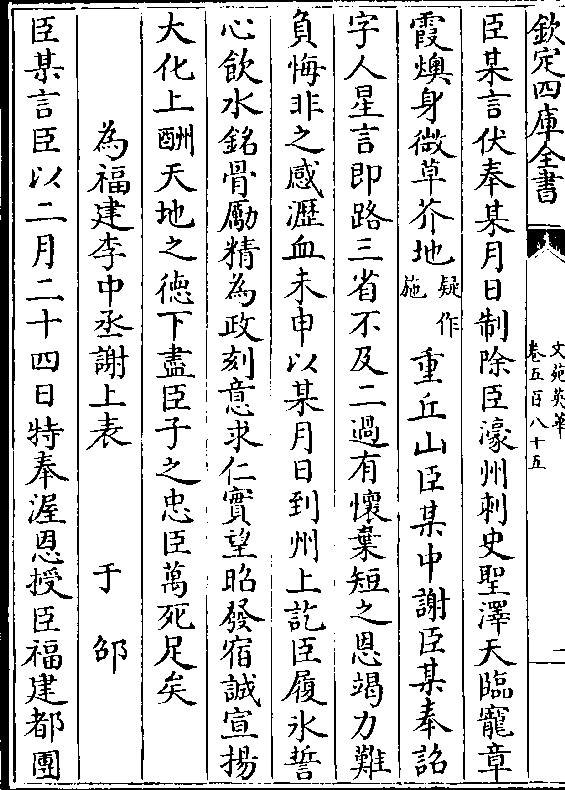 欽定四庫全書
文苑英華
卷五百八十五
二
臣某言伏奉某月日制除臣濠州刺史聖澤天臨寵章
霞燠身微草芥地疑作施重丘山臣某中謝臣某奉詔
字人星言即路三省不及二過有懷棄短之恩竭力難
負悔非之感瀝血未申以某月日到州上訖臣履氷誓
心飲水銘骨勵精為政刻意求仁實望昭發宿誠宣揚
大化上酬天地之德下盡臣子之忠臣萬死足矣
為福建李中丞謝上表 于邵
臣某言臣以二月二十四日特奉渥恩授臣福建都團